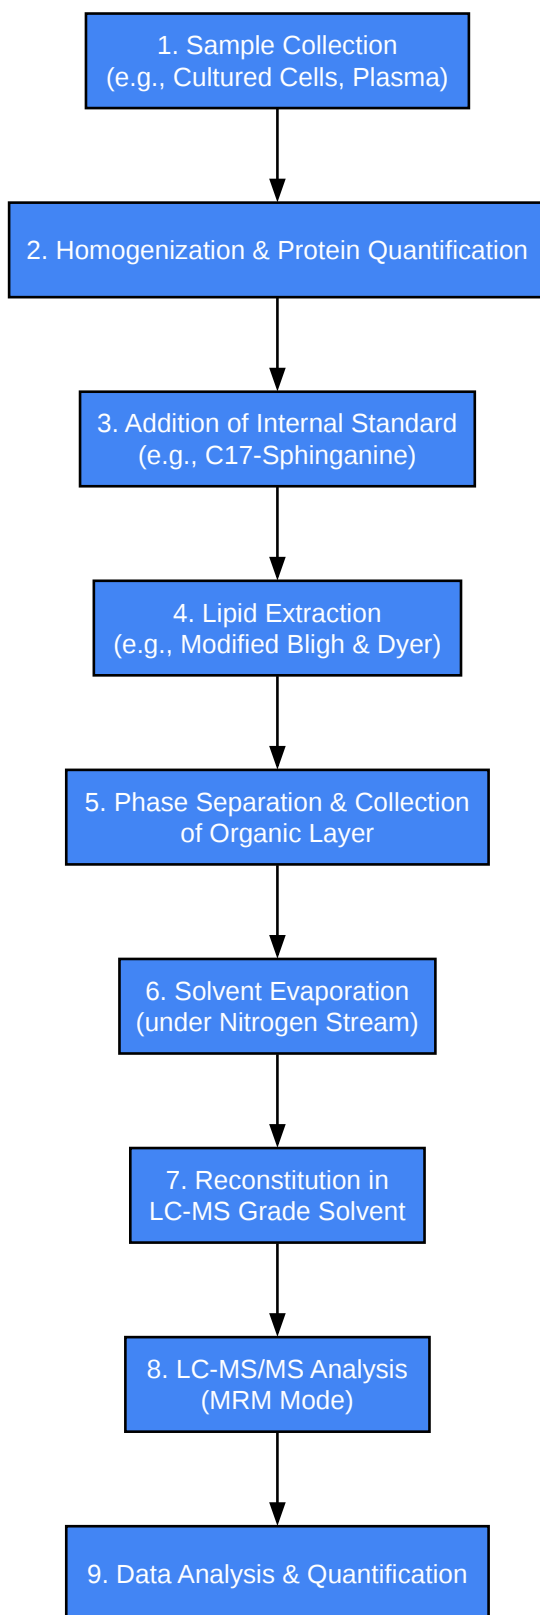 1. Sample Collection
(e.g., Cultured Cells, Plasma)
2. Homogenization & Protein Quantification
3. Addition of Internal Standard
(e.g., C17-Sphinganine)
4. Lipid Extraction
(e.g., Modified Bligh & Dyer)
5. Phase Separation & Collection
of Organic Layer
6. Solvent Evaporation
(under Nitrogen Stream)
7. Reconstitution in
LC-MS Grade Solvent
8. LC-MS/MS Analysis
(MRM Mode)
9. Data Analysis & Quantification